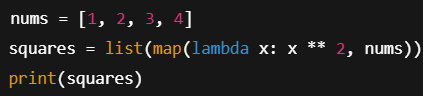 nums = [1, 2, 3, 4]
squares = list(map(lambda x: x ** 2, nums))
print(squares)